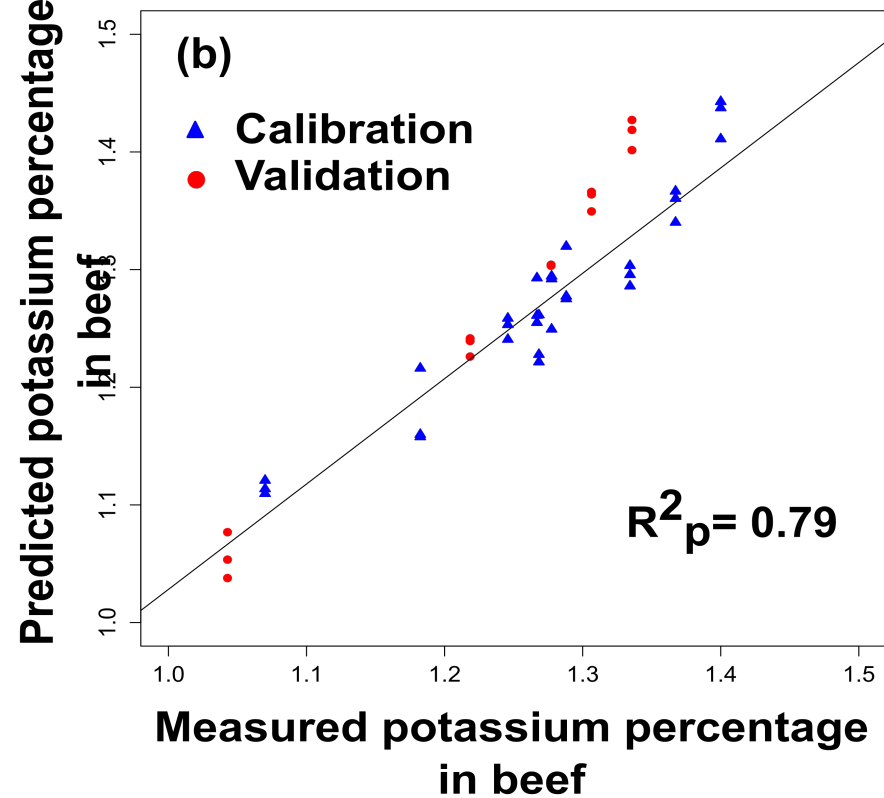 Predicted potassium percentage
in beef
1.5
1.4
1.3
1.2
1.1
1.0
(b)
Calibration
Validation
R2p= 0.79
1.0 1.1 1.2 1.3 1.4 1.5
Measured potassium percentage
in beef